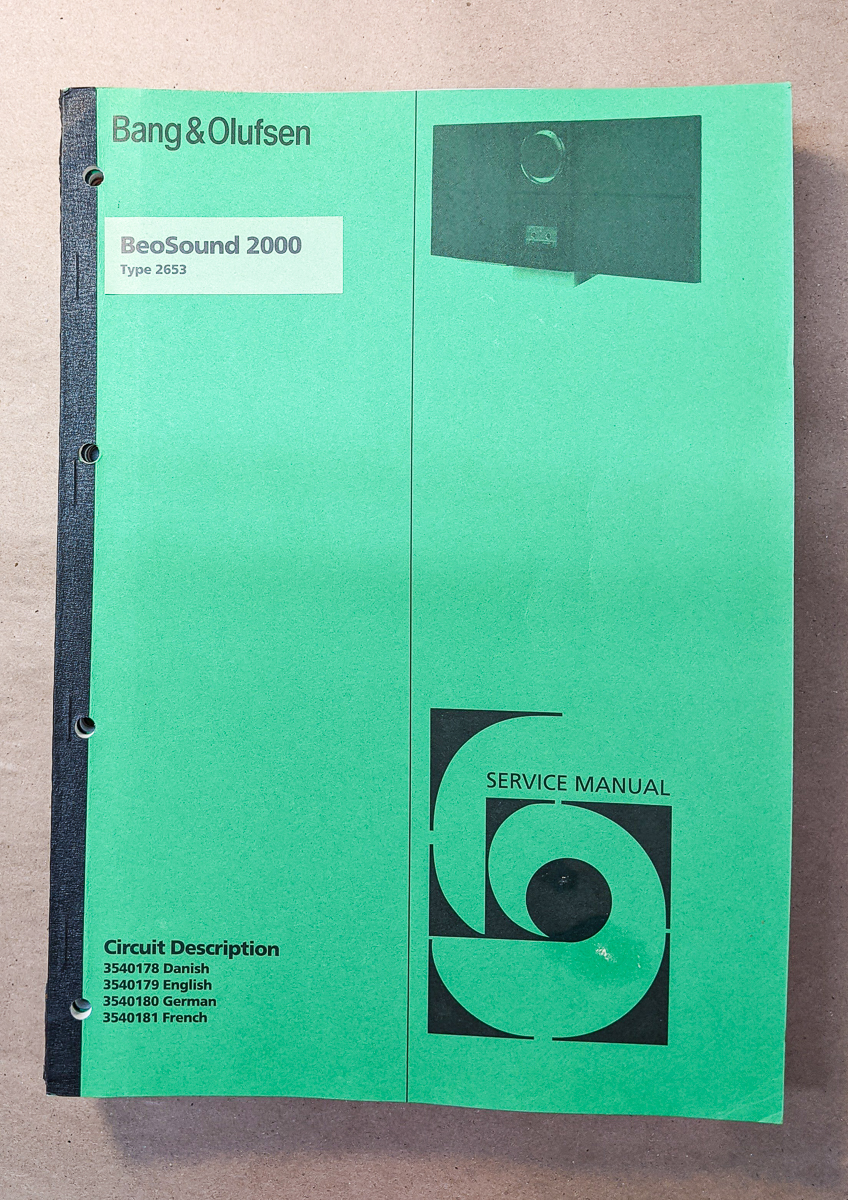 Bang & Olufsen
BeoSound 2000
Type 2653
SERVICE MANUAL
Circuit Description
3540178 Danish
3540179 English
3540180 German
3540181 French